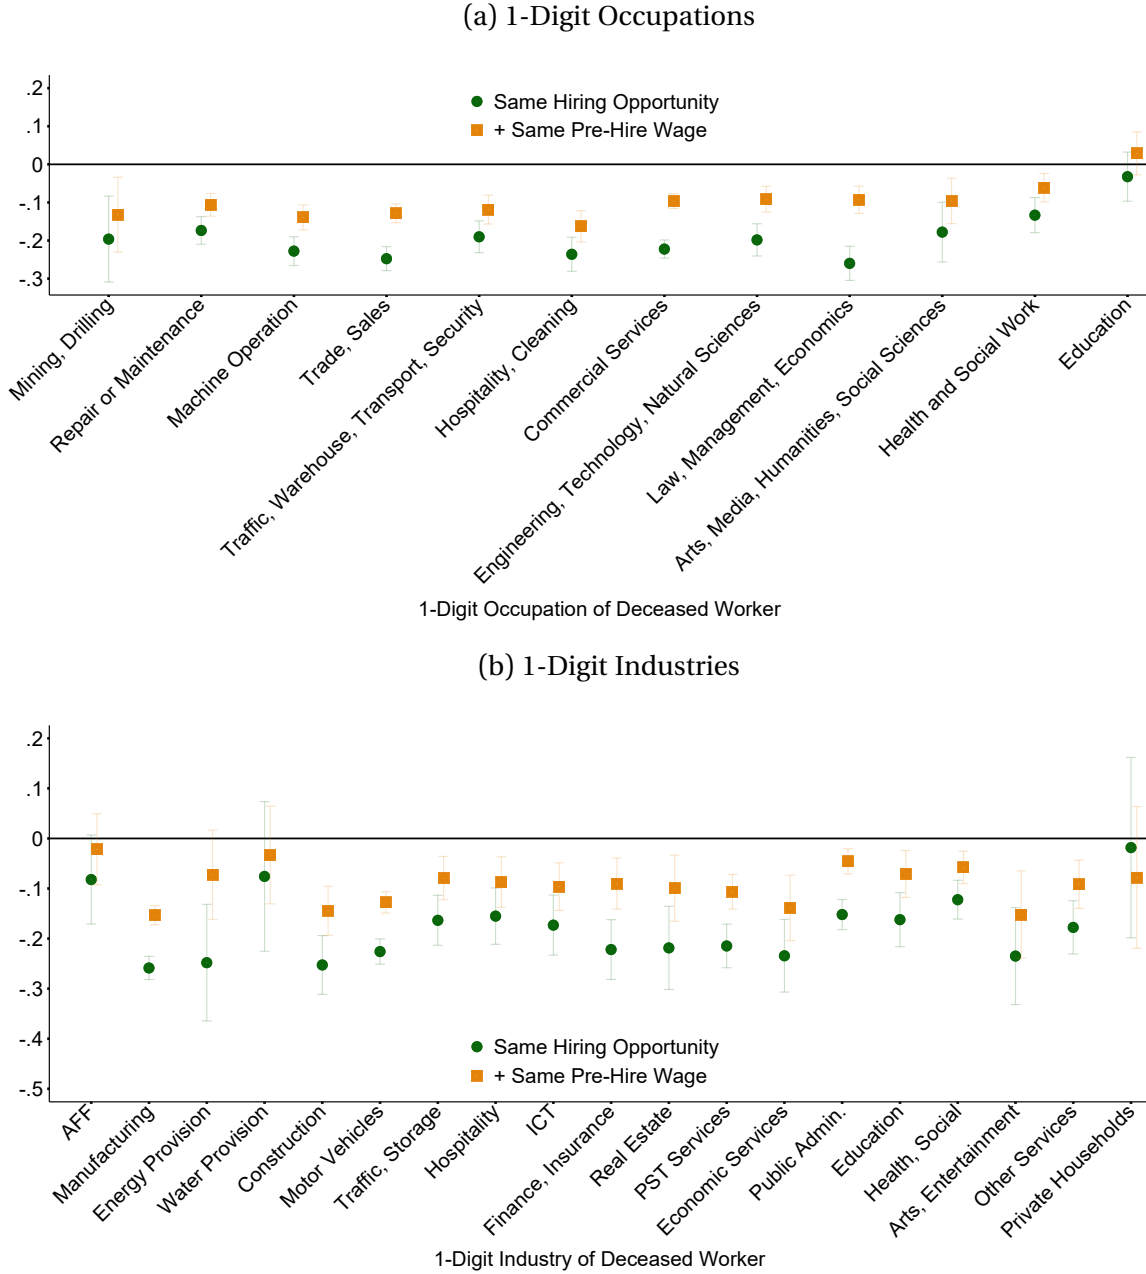 (a) 1-Digit Occupations
.2
.1
0
-.1
-.2
-.3
Same Hiring Opportunity
+ Same Pre-Hire Wage
Mining, Drilling
Repair or Maintenance
Machine Operation
Trade, Sales
Traffic, Warehouse, Transport, Security
Hospitality, Cleaning
Commercial Services
Engineering, Technology, Natural Sciences
Law, Management, Economics
Arts, Media, Humanities, Social Sciences
Health and Social Work
Education
1-Digit Occupation of Deceased Worker
(b) 1-Digit Industries
.2
.1
0
-.1
-.2
-.3
-.4
-.5
Same Hiring Opportunity
+ Same Pre-Hire Wage
AFF
Manufacturing
Energy Provision
Water Provision
Construction
Motor Vehicles
Traffic, Storage
Hospitality
ICT
Finance, Insurance
Real Estate
PST Services
Economic Services
Public Admin.
Education
Health, Social
Arts, Entertainment
Other Services
Private Households
1-Digit Industry of Deceased Worker